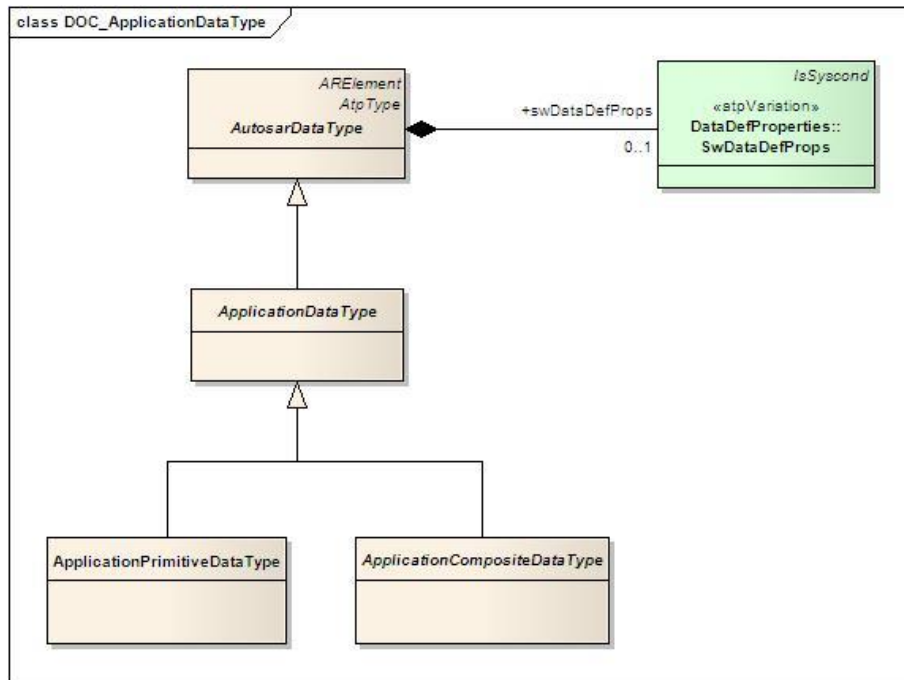 class DOC_ApplicationDataType
ARElement
AtpType
AutosarDataType
+swDataDefProps
0..1
IsSyscond
«atpVariation»
DataDefProperties::
SwDataDefProps
ApplicationDataType
ApplicationPrimitiveDataType
ApplicationCompositeDataType